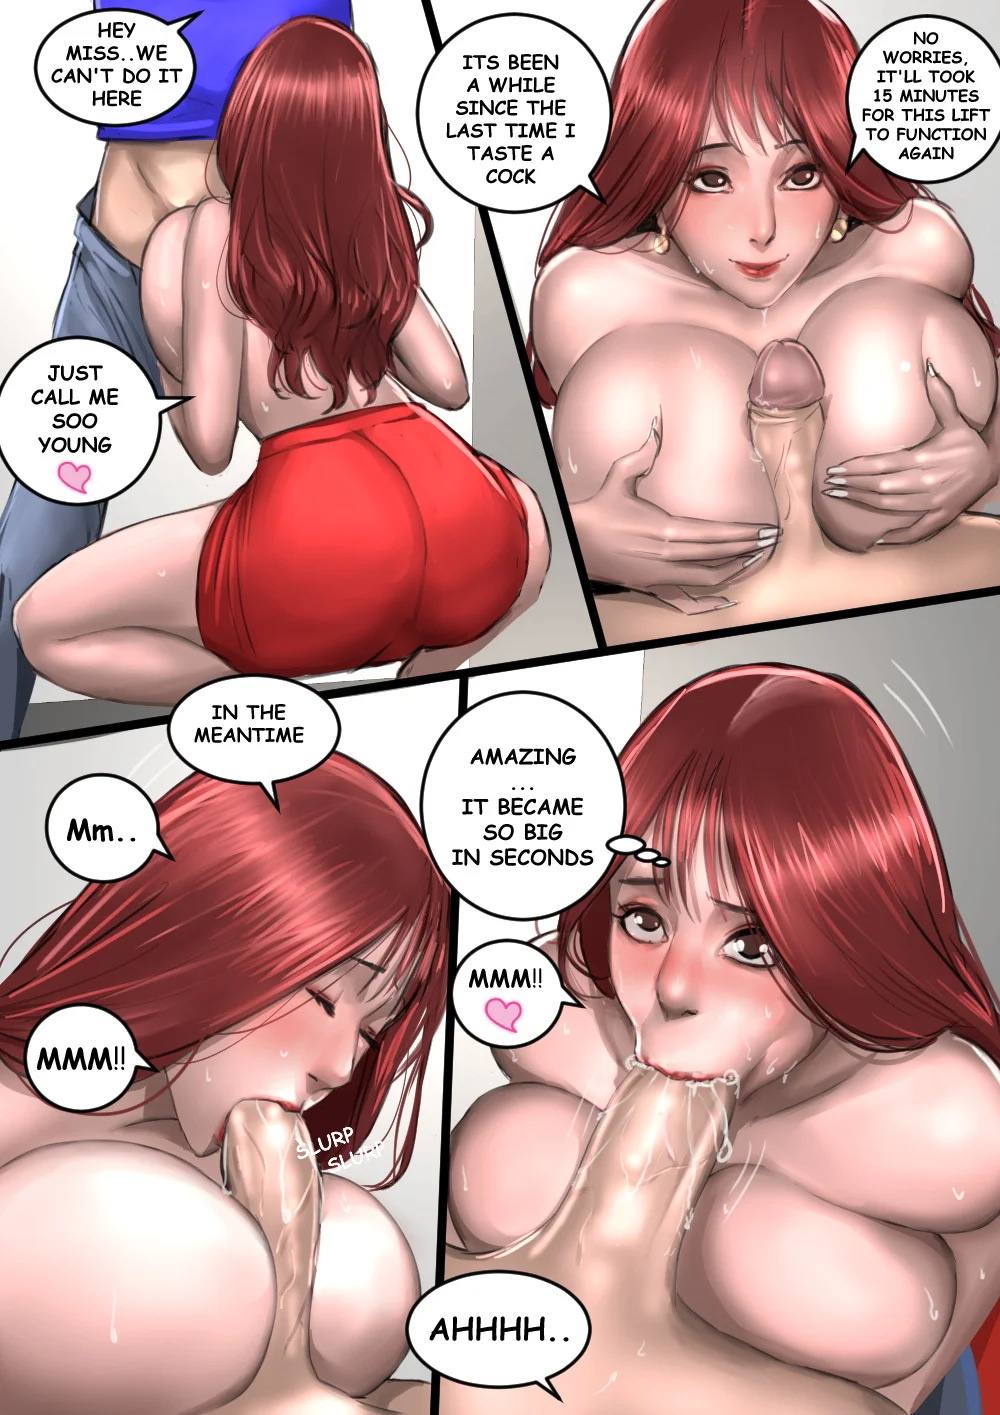 HEY
MISS..WE
CAN'T DO IT
HERE
JUST
CALL ME
SOO
YOUNG
ITS BEEN
A WHILE
SINCE THE
LAST TIME I
TASTE A
COCK
NO
WORRIES,
IT'LL TOOK
15 MINUTES
FOR THIS LIFT
TO FUNCTION
AGAIN
IN THE
MEANTIME
Mm..
MMM!!
SLURP
SLURP
AMAZING
...
IT BECAME
SO BIG
IN SECONDS
MMM!!
AHHHH..